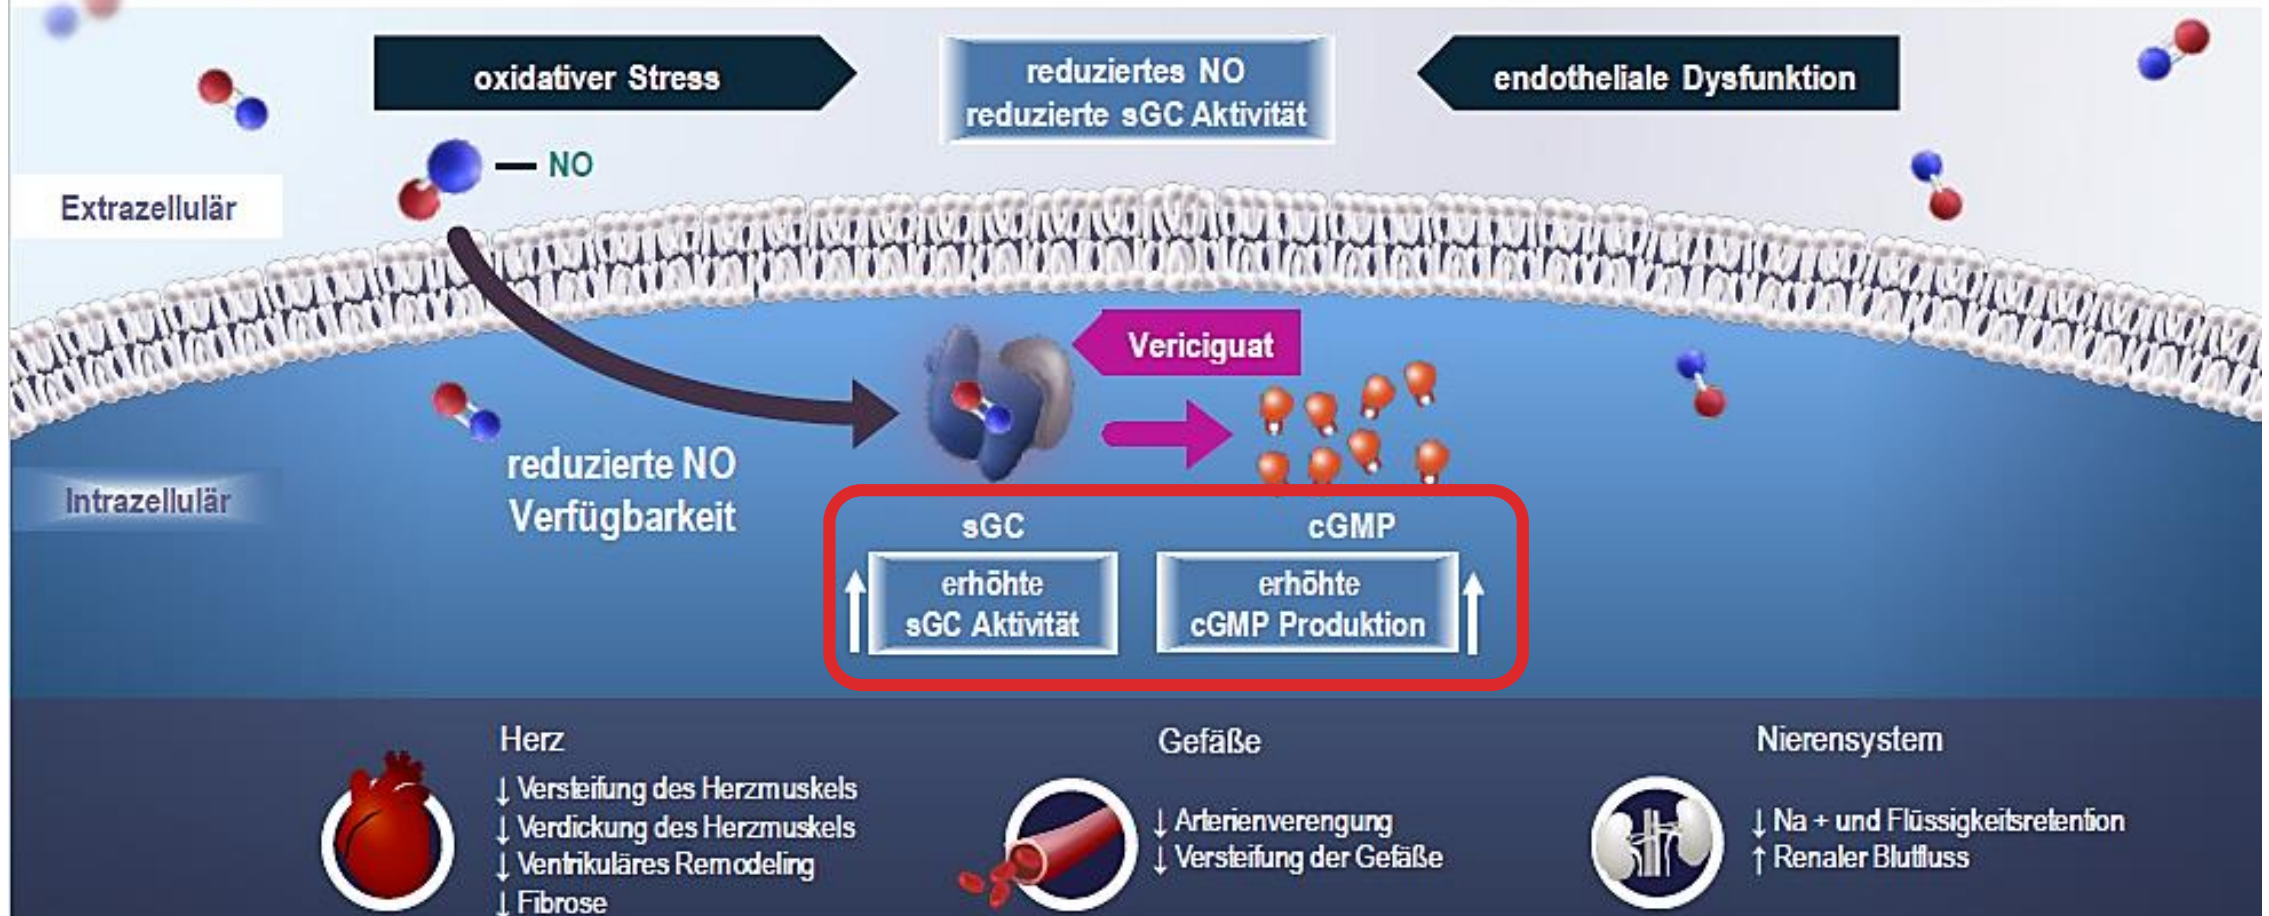 oxidativer Stress
reduziertes NO
reduzierte sGC Aktivität
endotheliale Dysfunktion
NO
Extrazellulär
Vericiguat
reduzierte NO
Verfügbarkeit
Intrazellulär
sGC
cGMP
erhöhte
sGC Aktivität
erhöhte
cGMP Produktion
Herz
↓ Versteifung des Herzmuskels
↓ Verdickung des Herzmuskels
↓ Ventrikuläres Remodeling
↓ Fibrose
Gefäße
↓ Arterienverengung
↓ Versteifung der Gefäße
Nierensystem
↓ Na + und Flüssigkeitsretention
↑ Renaler Blutfluss